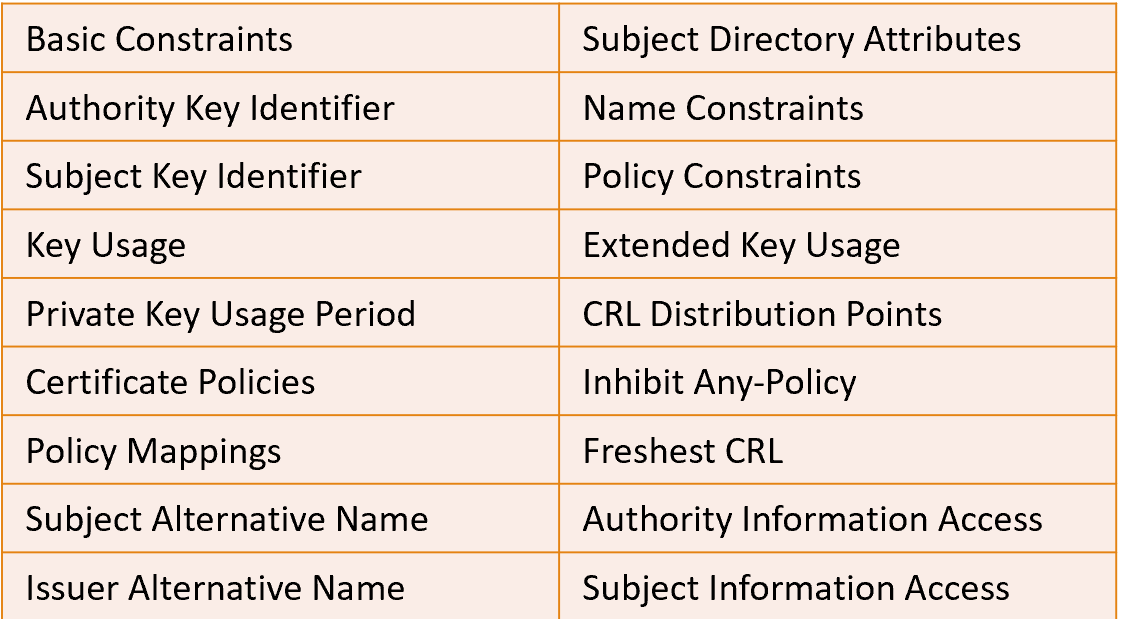 Basic Constraints
Subject Directory Attributes
Authority Key Identifier
Name Constraints
Subject Key Identifier
Policy Constraints
Key Usage
Extended Key Usage
Private Key Usage Period
CRL Distribution Points
Certificate Policies
Inhibit Any-Policy
Policy Mappings
Freshest CRL
Subject Alternative Name
Authority Information Access
Issuer Alternative Name
Subject Information Access